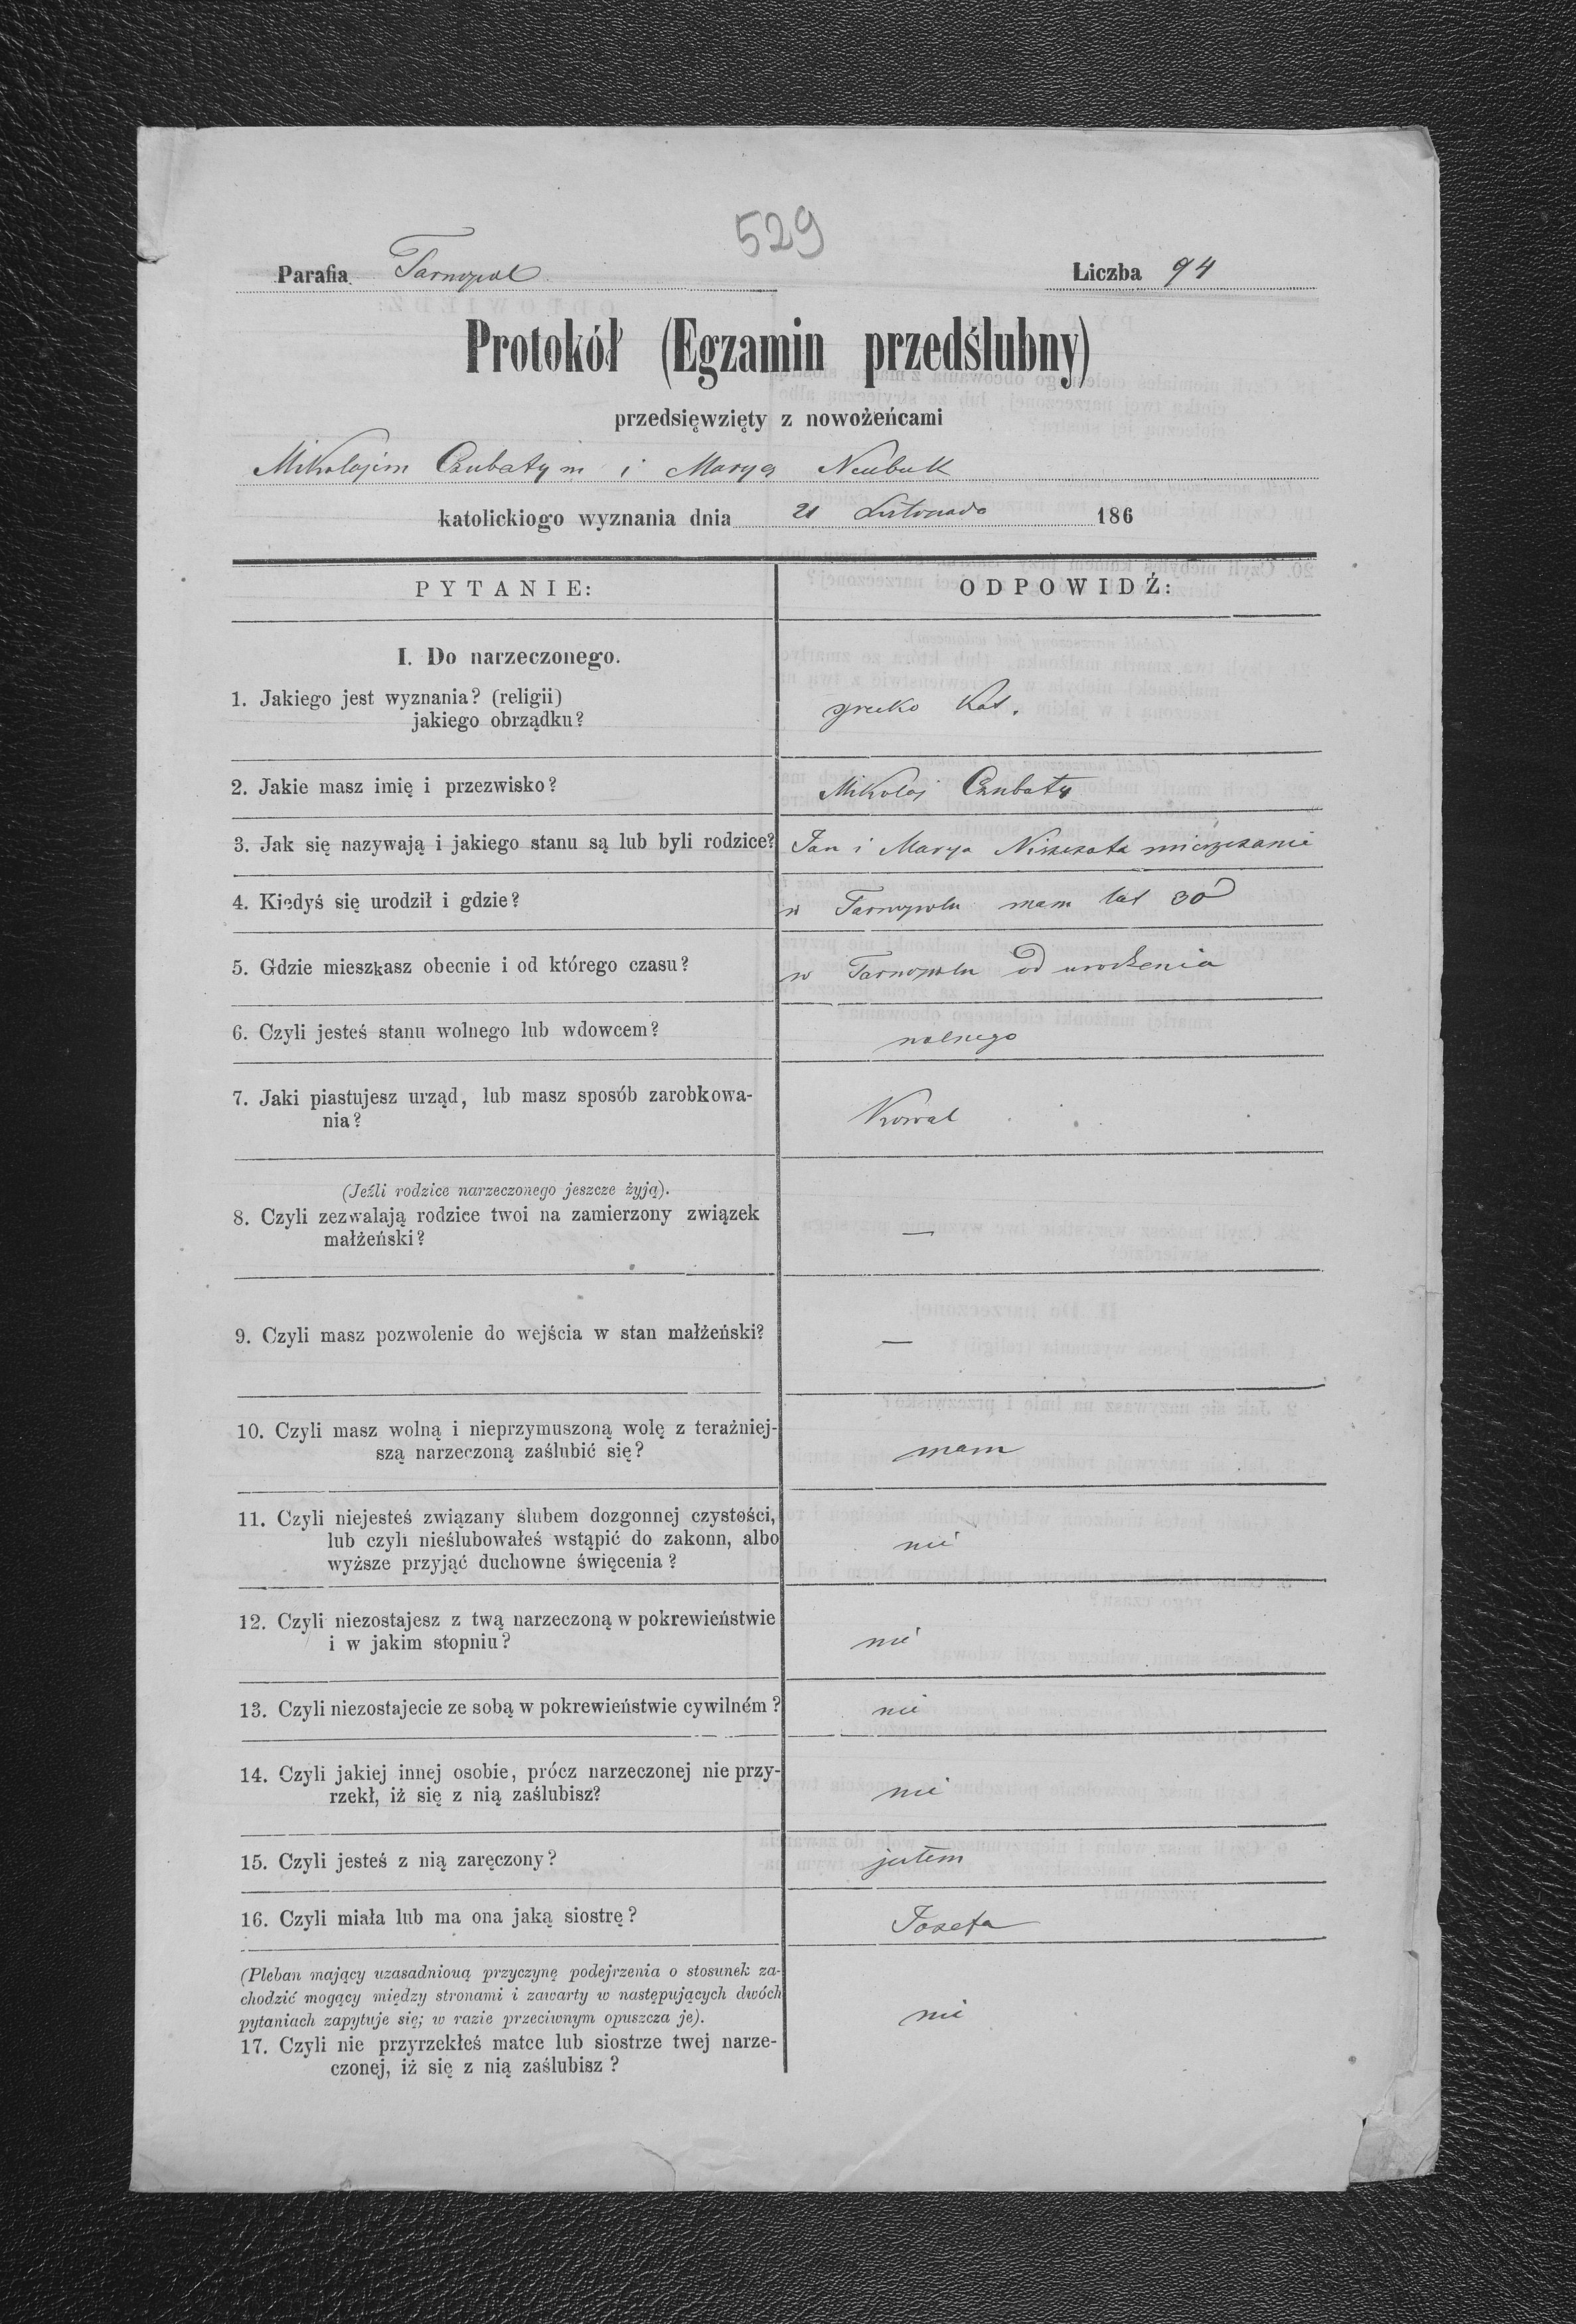 529
Parafia Tarnopol
Liczba 94
Protokół (Egzamin przedślubny)
przedsięwzięty z nowożeńcami
Mikołajem Czubatym i Marya Neubuk
katolickiogo wyznania dnia 21 Listopada 186
PYTANIE:
ODPOWIDŹ:
I. Do narzeczonego.
1. Jakiego jest wyznania? (religii)
jakiego obrządku?
greko kat.
2. Jakie masz imię i przezwisko?
Mikołaj Czubaty
3. Jak się nazywają i jakiego stanu są lub byli rodzice?
Jan i Marya mieszczanie
4. Kiedyś się urodził i gdzie?
w Tarnopolu mam lat 30
5. Gdzie mieszkasz obecnie i od którego czasu?
w Tarnopolu od urodzenia
6. Czyli jesteś stanu wolnego lub wdowcem?
wolnego
7. Jaki piastujesz urząd, lub masz sposób zarobkowa-
nia?
Kowal
(Jeźli rodzice narzeczonego jeszcze żyją).
8. Czyli zezwalają rodzice twoi na zamierzony związek
małżeński?
—
9. Czyli masz pozwolenie do wejścia w stan małżeński?
—
10. Czyli masz wolną i nieprzymuszoną wolę z teraźniej-
szą narzeczoną zaślubić się?
mam
11. Czyli niejesteś związany ślubem dozgonnej czystości,
lub czyli nieślubowałeś wstąpić do zakonn, albo
wyższe przyjąć duchowne święcenia?
nie
12. Czyli niezostajesz z twą narzeczoną w pokrewieństwie
i w jakim stopniu?
nie
13. Czyli niezostajecie ze sobą w pokrewieństwie cywilném?
nie
14. Czyli jakiej innej osobie, prócz narzeczonej nie przy-
rzekł, iż się z nią zaślubisz?
nie
15. Czyli jesteś z nią zaręczony?
jestem
16. Czyli miała lub ma ona jaką siostrę?
Jozefa
(Pleban mający uzasadnioną przyczynę podejrzenia o stosunek za-
chodzić mogący między stronami i zawarty w następujących dwóch
pytaniach zapytuje się; w razie przeciwnym opuszcza je).
17. Czyli nie przyrzekłeś matce lub siostrze twej narze-
czonej, iż się z nią zaślubisz?
nie